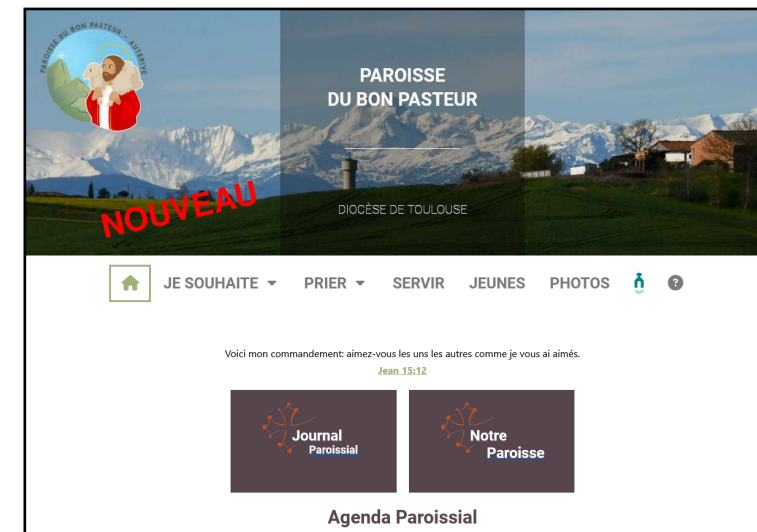 PAROISSE DU BON PASTEUR - AUTERIVE
PAROISSE
DU BON PASTEUR
DIOCÈSE DE TOULOUSE
NOUVEAU
JE SOUHAITE
PRIER
SERVIR
JEUNES
PHOTOS
?
Voici mon commandement: aimez-vous les uns les autres comme je vous ai aimés.
Jean 15:12
Journal
Paroissial
Notre
Paroisse
Agenda Paroissial